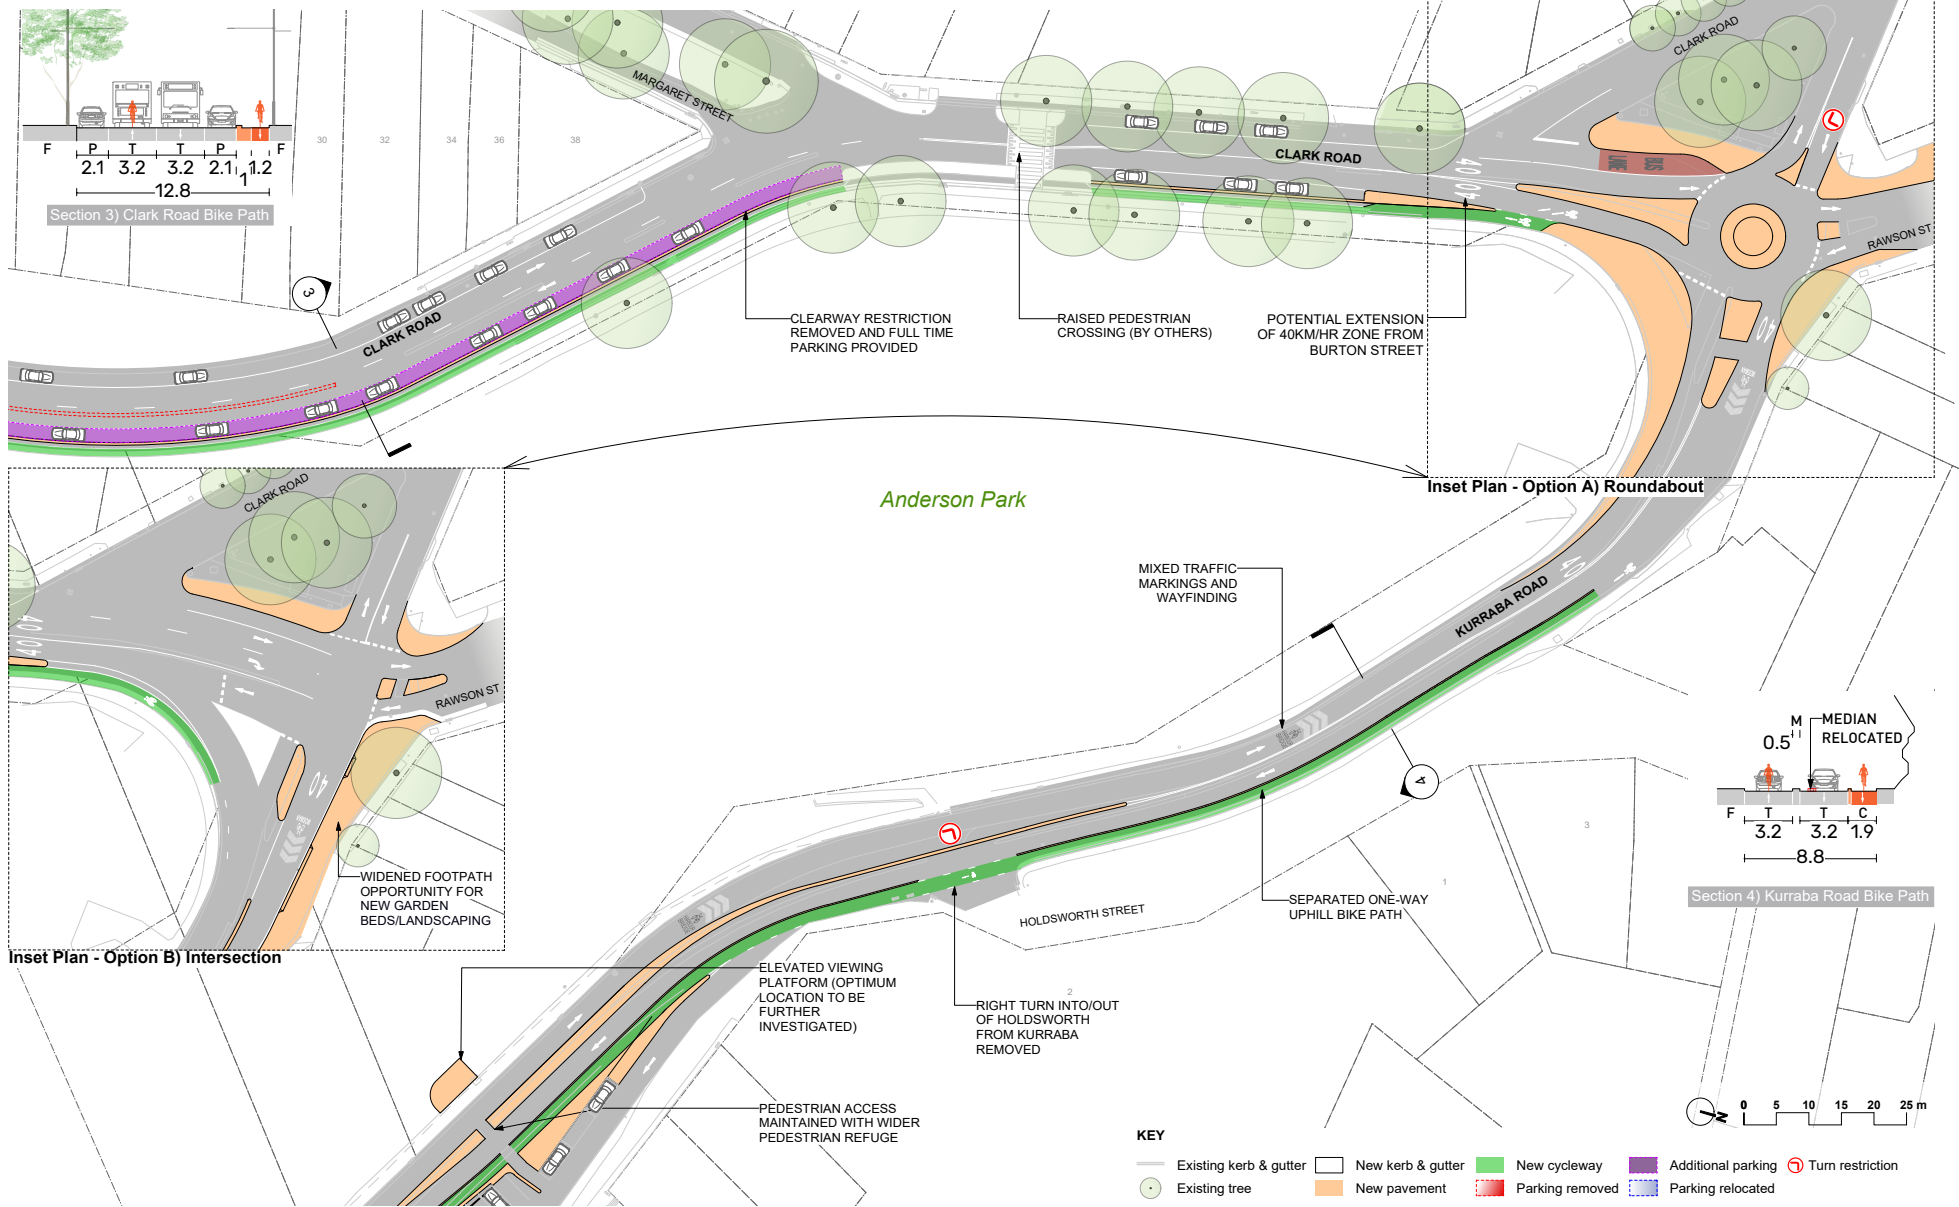 F P T T P F
2.1 3.2 3.2 2.1 1 1.2
12.8
Section 3) Clark Road Bike Path
30
32
34
36
38
MARGARET STREET
CLARK ROAD
CLARK ROAD
40
BUS
LANE
RAWSON ST
3
CLARK ROAD
CLEARWAY RESTRICTION
REMOVED AND FULL TIME
PARKING PROVIDED
RAISED PEDESTRIAN
CROSSING (BY OTHERS)
POTENTIAL EXTENSION
OF 40KM/HR ZONE FROM
BURTON STREET
40
Inset Plan - Option A) Roundabout
Anderson Park
CLARK ROAD
40
RAWSON ST
40
WIDENED FOOTPATH
OPPORTUNITY FOR
NEW GARDEN
BEDS/LANDSCAPING
Inset Plan - Option B) Intersection
MIXED TRAFFIC
MARKINGS AND
WAYFINDING
KURRABA ROAD
40
4
M
0.5
MEDIAN
RELOCATED
F T T C
3.2 3.2 1.9
8.8
Section 4) Kurraba Road Bike Path
3
1
2
SEPARATED ONE-WAY
UPHILL BIKE PATH
HOLDSWORTH STREET
ELEVATED VIEWING
PLATFORM (OPTIMUM
LOCATION TO BE
FURTHER
INVESTIGATED)
RIGHT TURN INTO/OUT
OF HOLDSWORTH
FROM KURRABA
REMOVED
PEDESTRIAN ACCESS
MAINTAINED WITH WIDER
PEDESTRIAN REFUGE
N
0 5 10 15 20 25 m
KEY
Existing kerb & gutter
New kerb & gutter
New cycleway
Additional parking
Turn restriction
Existing tree
New pavement
Parking removed
Parking relocated